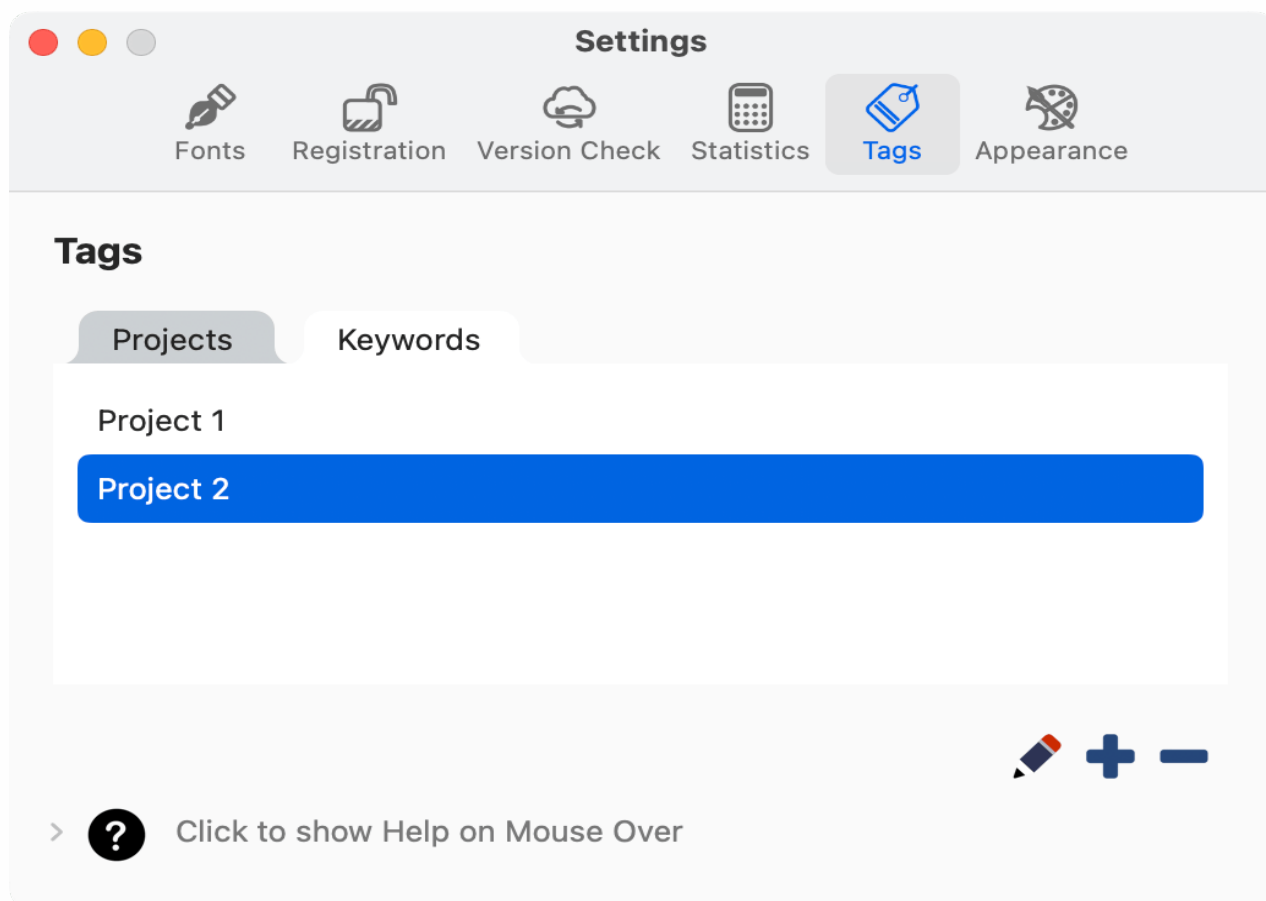 Settings
Fonts Registration Version Check Statistics Tags Appearance
Tags
Projects Keywords
Project 1
Project 2
? Click to show Help on Mouse Over